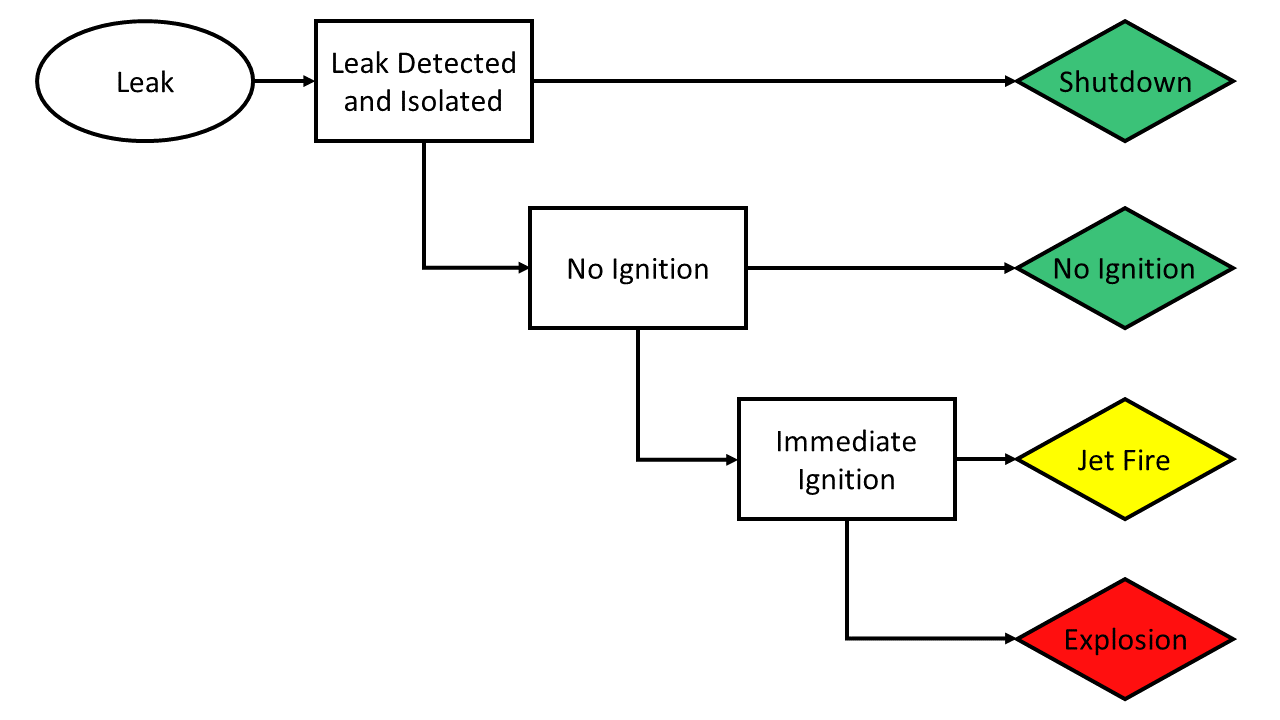 Leak
Leak Detected
and Isolated
Shutdown
No Ignition
No Ignition
Immediate
Ignition
Jet Fire
Explosion